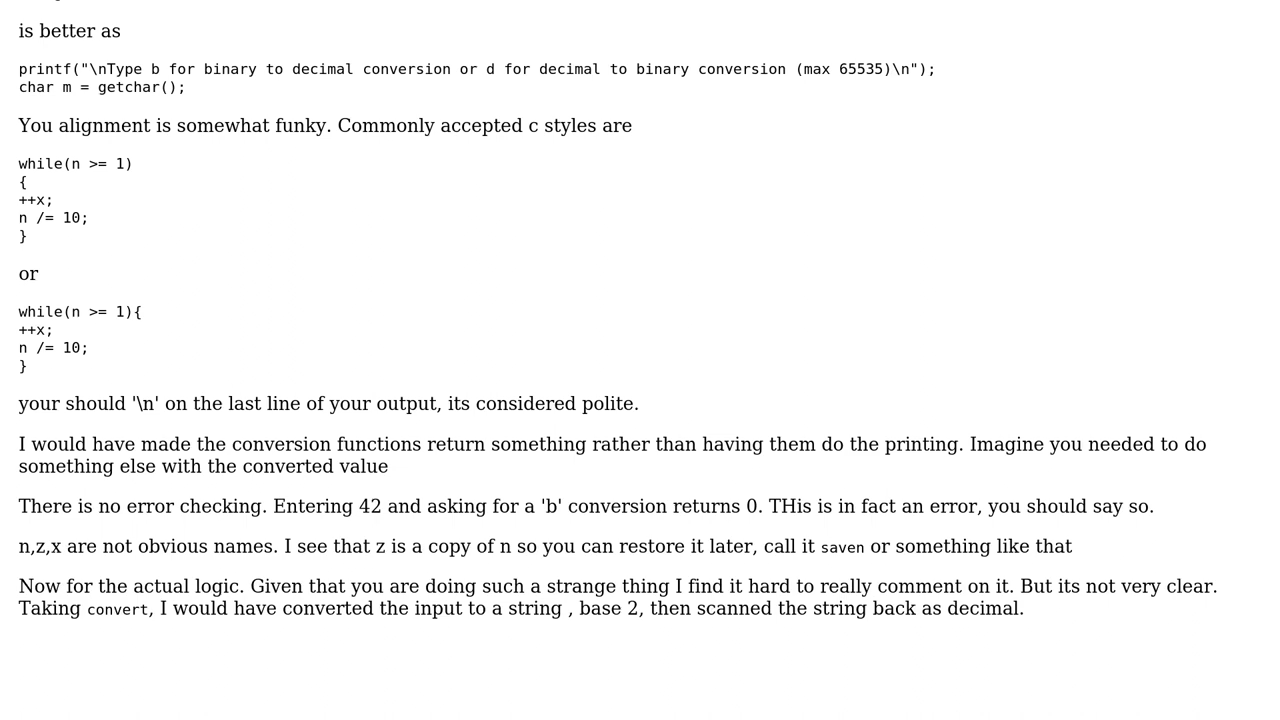 is better as
printf("\nType b for binary to decimal conversion or d for decimal to binary conversion (max 65535)\n");
char m = getchar();
You alignment is somewhat funky. Commonly accepted c styles are
while(n >= 1)
{
++x;
n /= 10;
}
or
while(n >= 1){
++x;
n /= 10;
}
your should '\n' on the last line of your output, its considered polite.
I would have made the conversion functions return something rather than having them do the printing. Imagine you needed to do
something else with the converted value
There is no error checking. Entering 42 and asking for a 'b' conversion returns 0. THis is in fact an error, you should say so.
n,z,x are not obvious names. I see that z is a copy of n so you can restore it later, call it saven or something like that
Now for the actual logic. Given that you are doing such a strange thing I find it hard to really comment on it. But its not very clear.
Taking convert, I would have converted the input to a string , base 2, then scanned the string back as decimal.